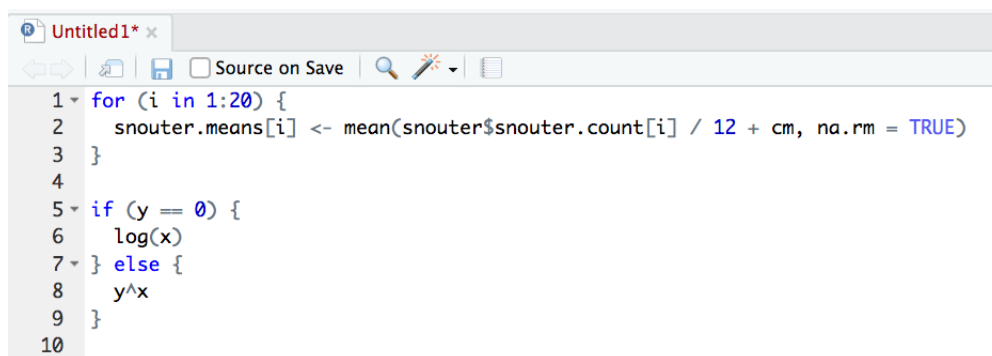 R Untitled1* ×
Source on Save
1 for (i in 1:20) {
2   snouter.means[i] <- mean(snouter$snouter.count[i] / 12 + cm, na.rm = TRUE)
3 }
4
5 if (y == 0) {
6   log(x)
7 } else {
8   y^x
9 }
10